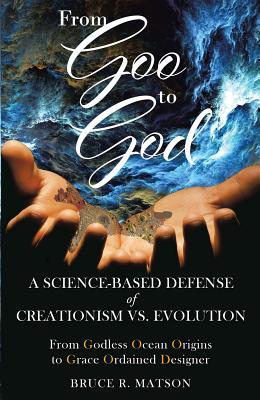 From
Goo
to
God
A SCIENCE-BASED DEFENSE
of
CREATIONISM VS. EVOLUTION
From Godless Ocean Origins
to Grace Ordained Designer
BRUCE R. MATSON